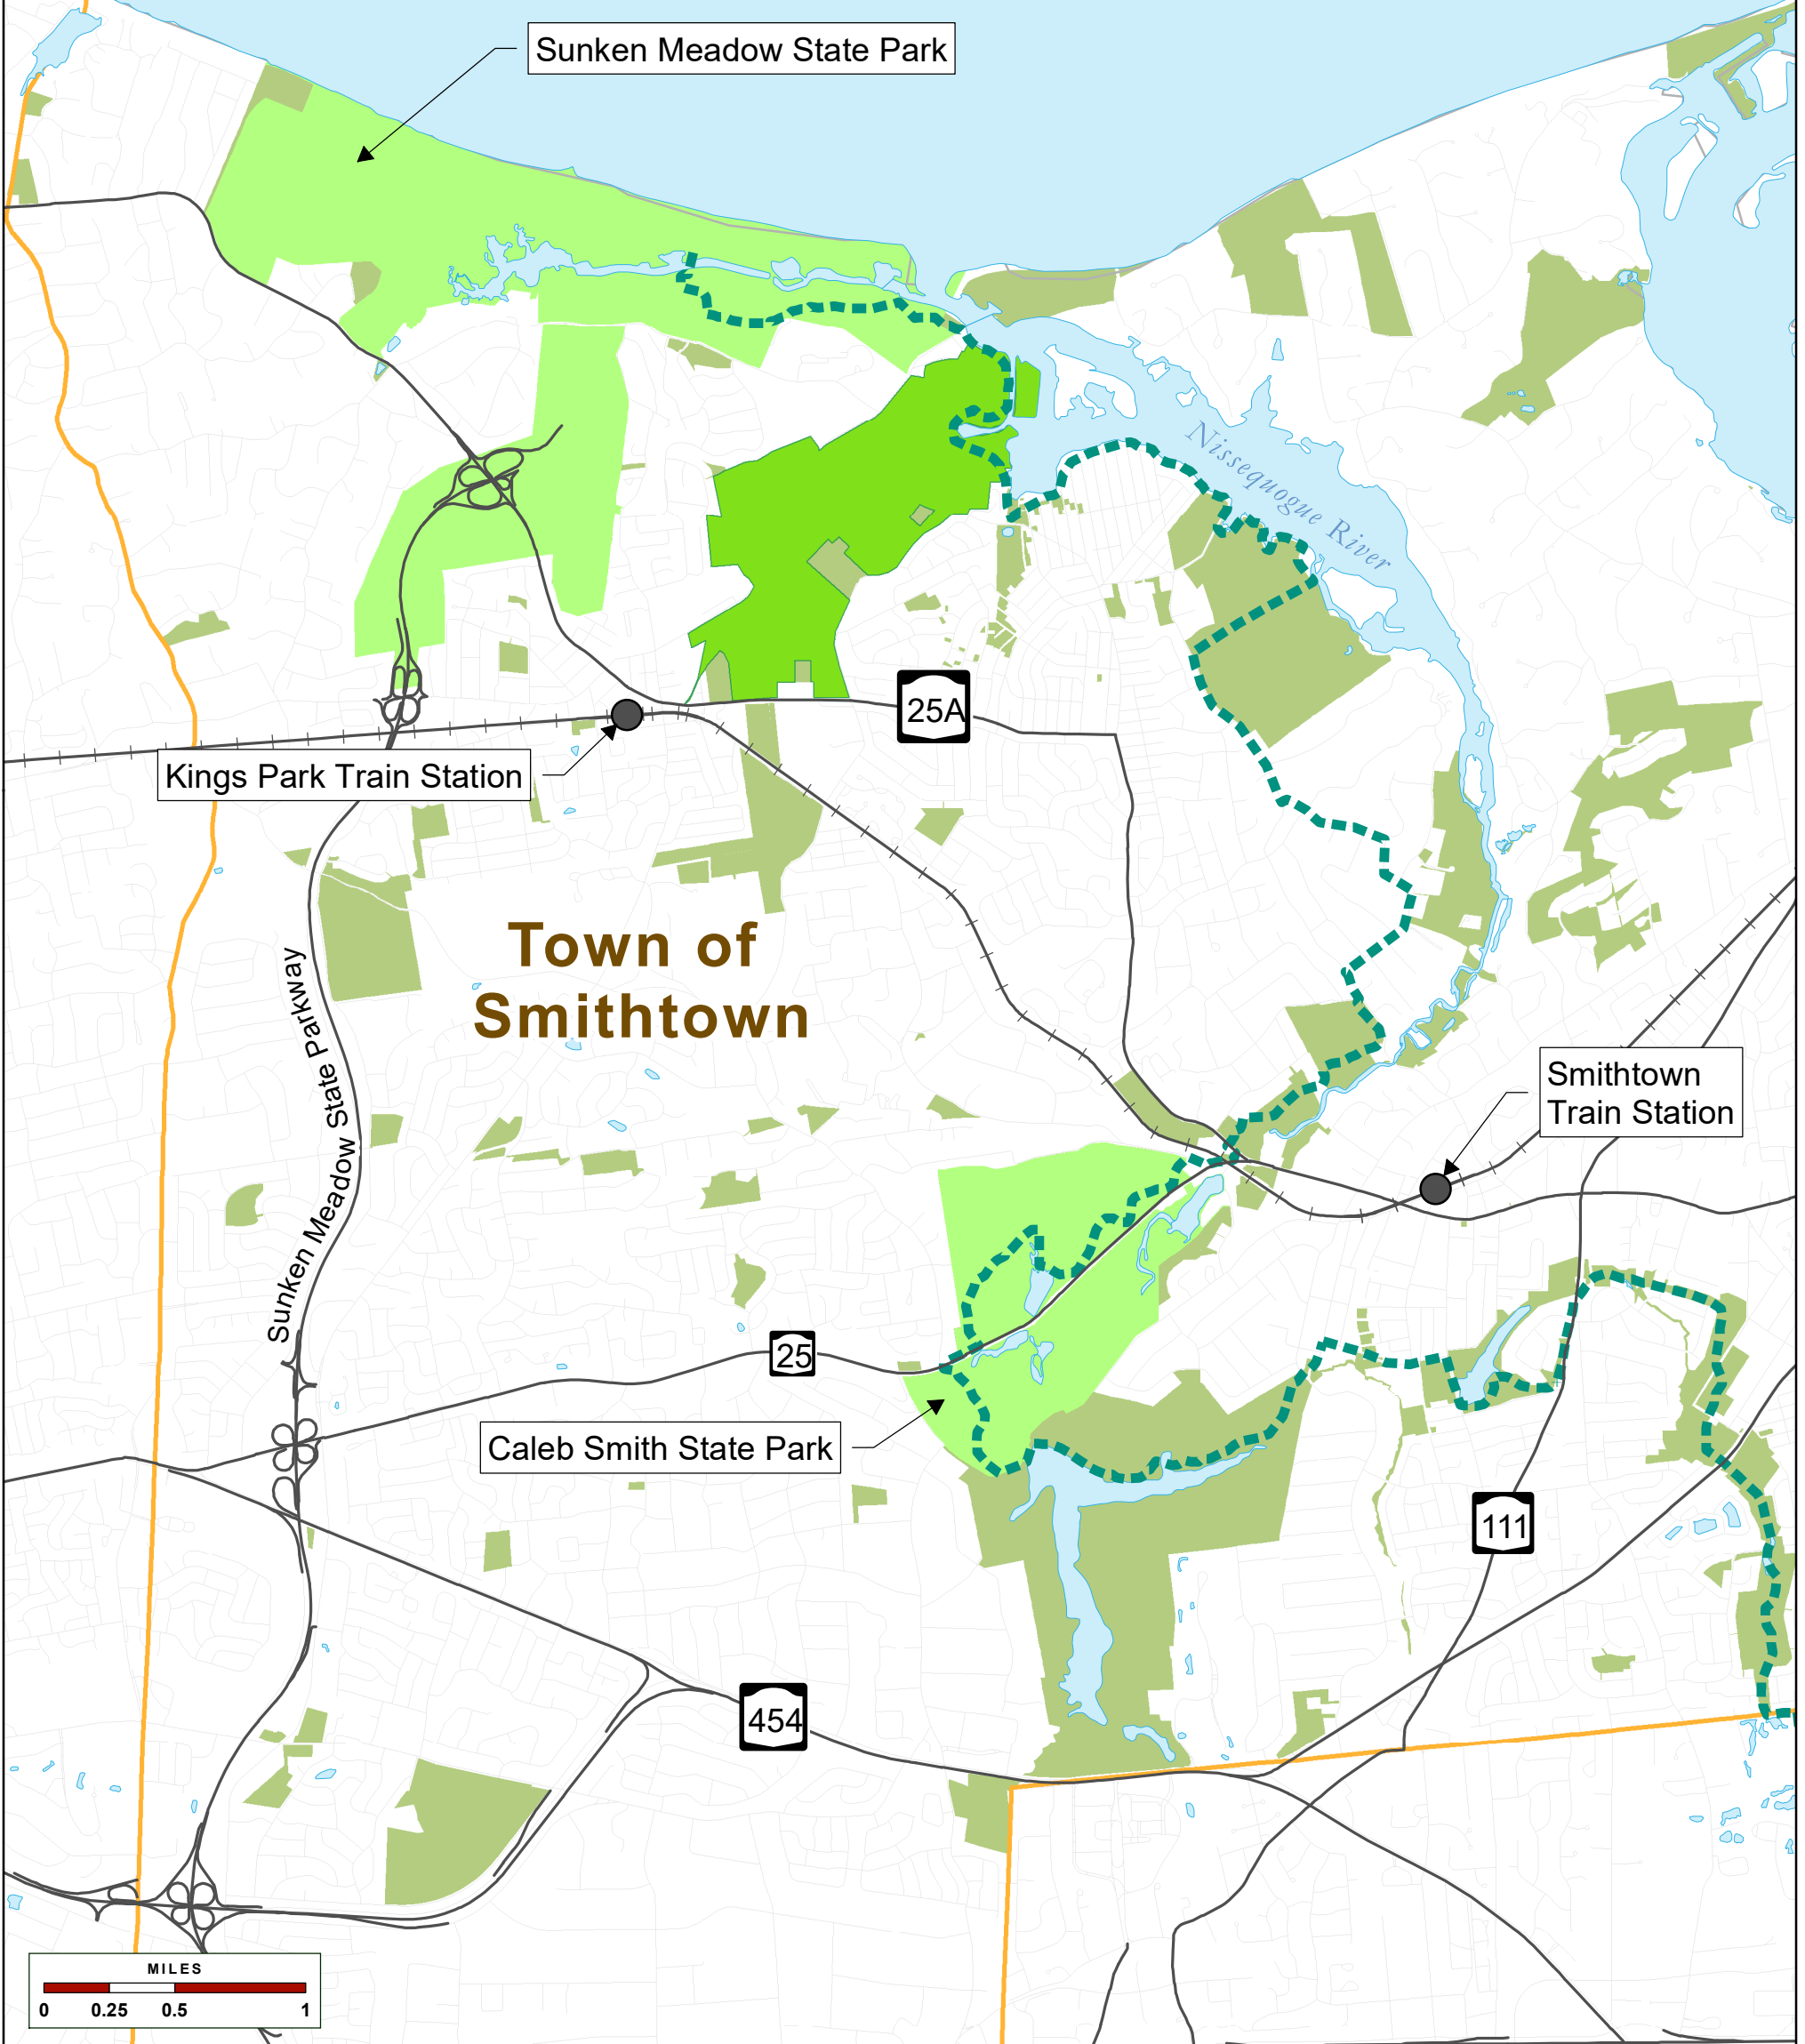 Sunken Meadow State Park
Nissequogue River
25A
Kings Park Train Station
Town of
Smithtown
Sunken Meadow State Parkway
Smithtown
Train Station
25
Caleb Smith State Park
111
454
MILES
0 0.25 0.5 1